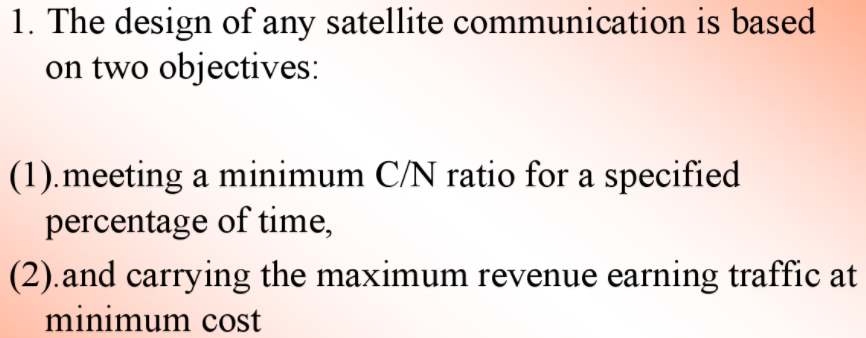 1. The design of any satellite communication is based
on two objectives:
(1).meeting a minimum C/N ratio for a specified
percentage of time,
(2).and carrying the maximum revenue earning traffic at
minimum cost